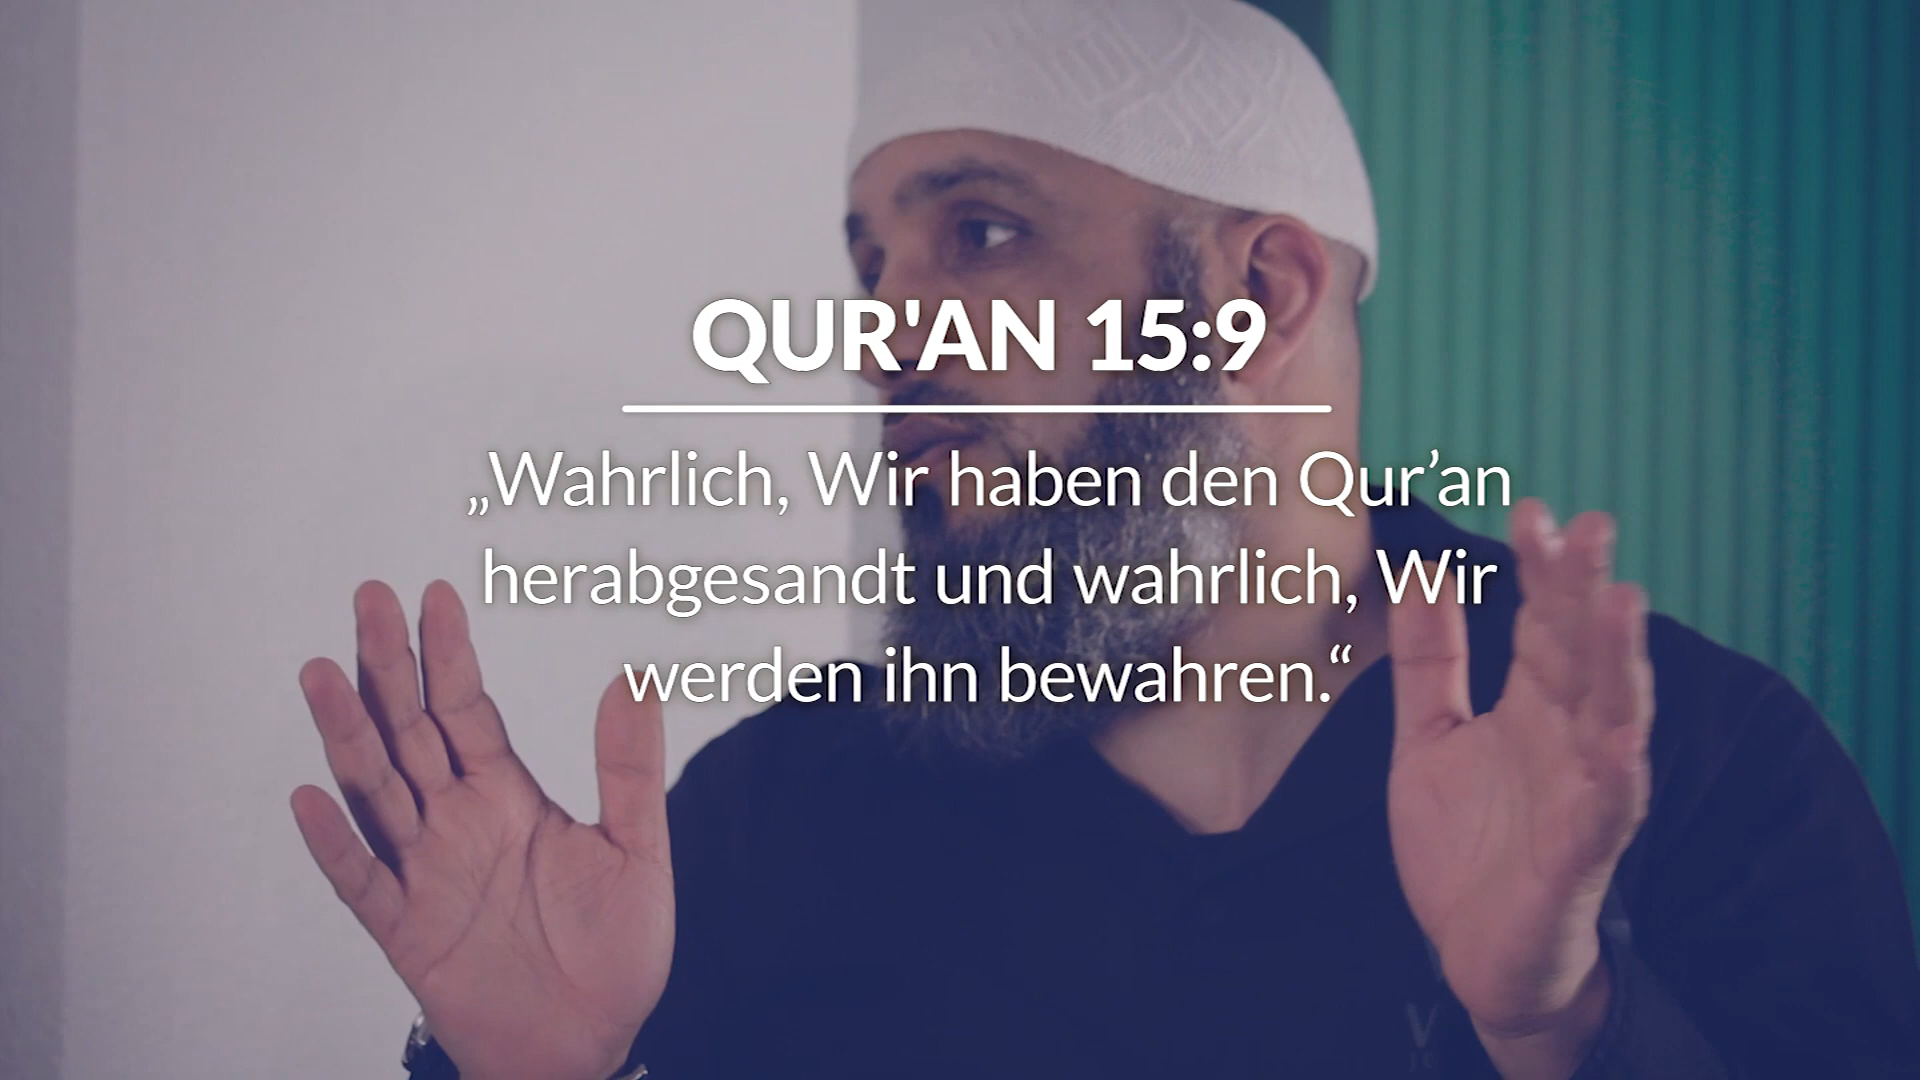 QUR'AN 15:9
„Wahrlich, Wir haben den Qur’an
herabgesandt und wahrlich, Wir
werden ihn bewahren.“